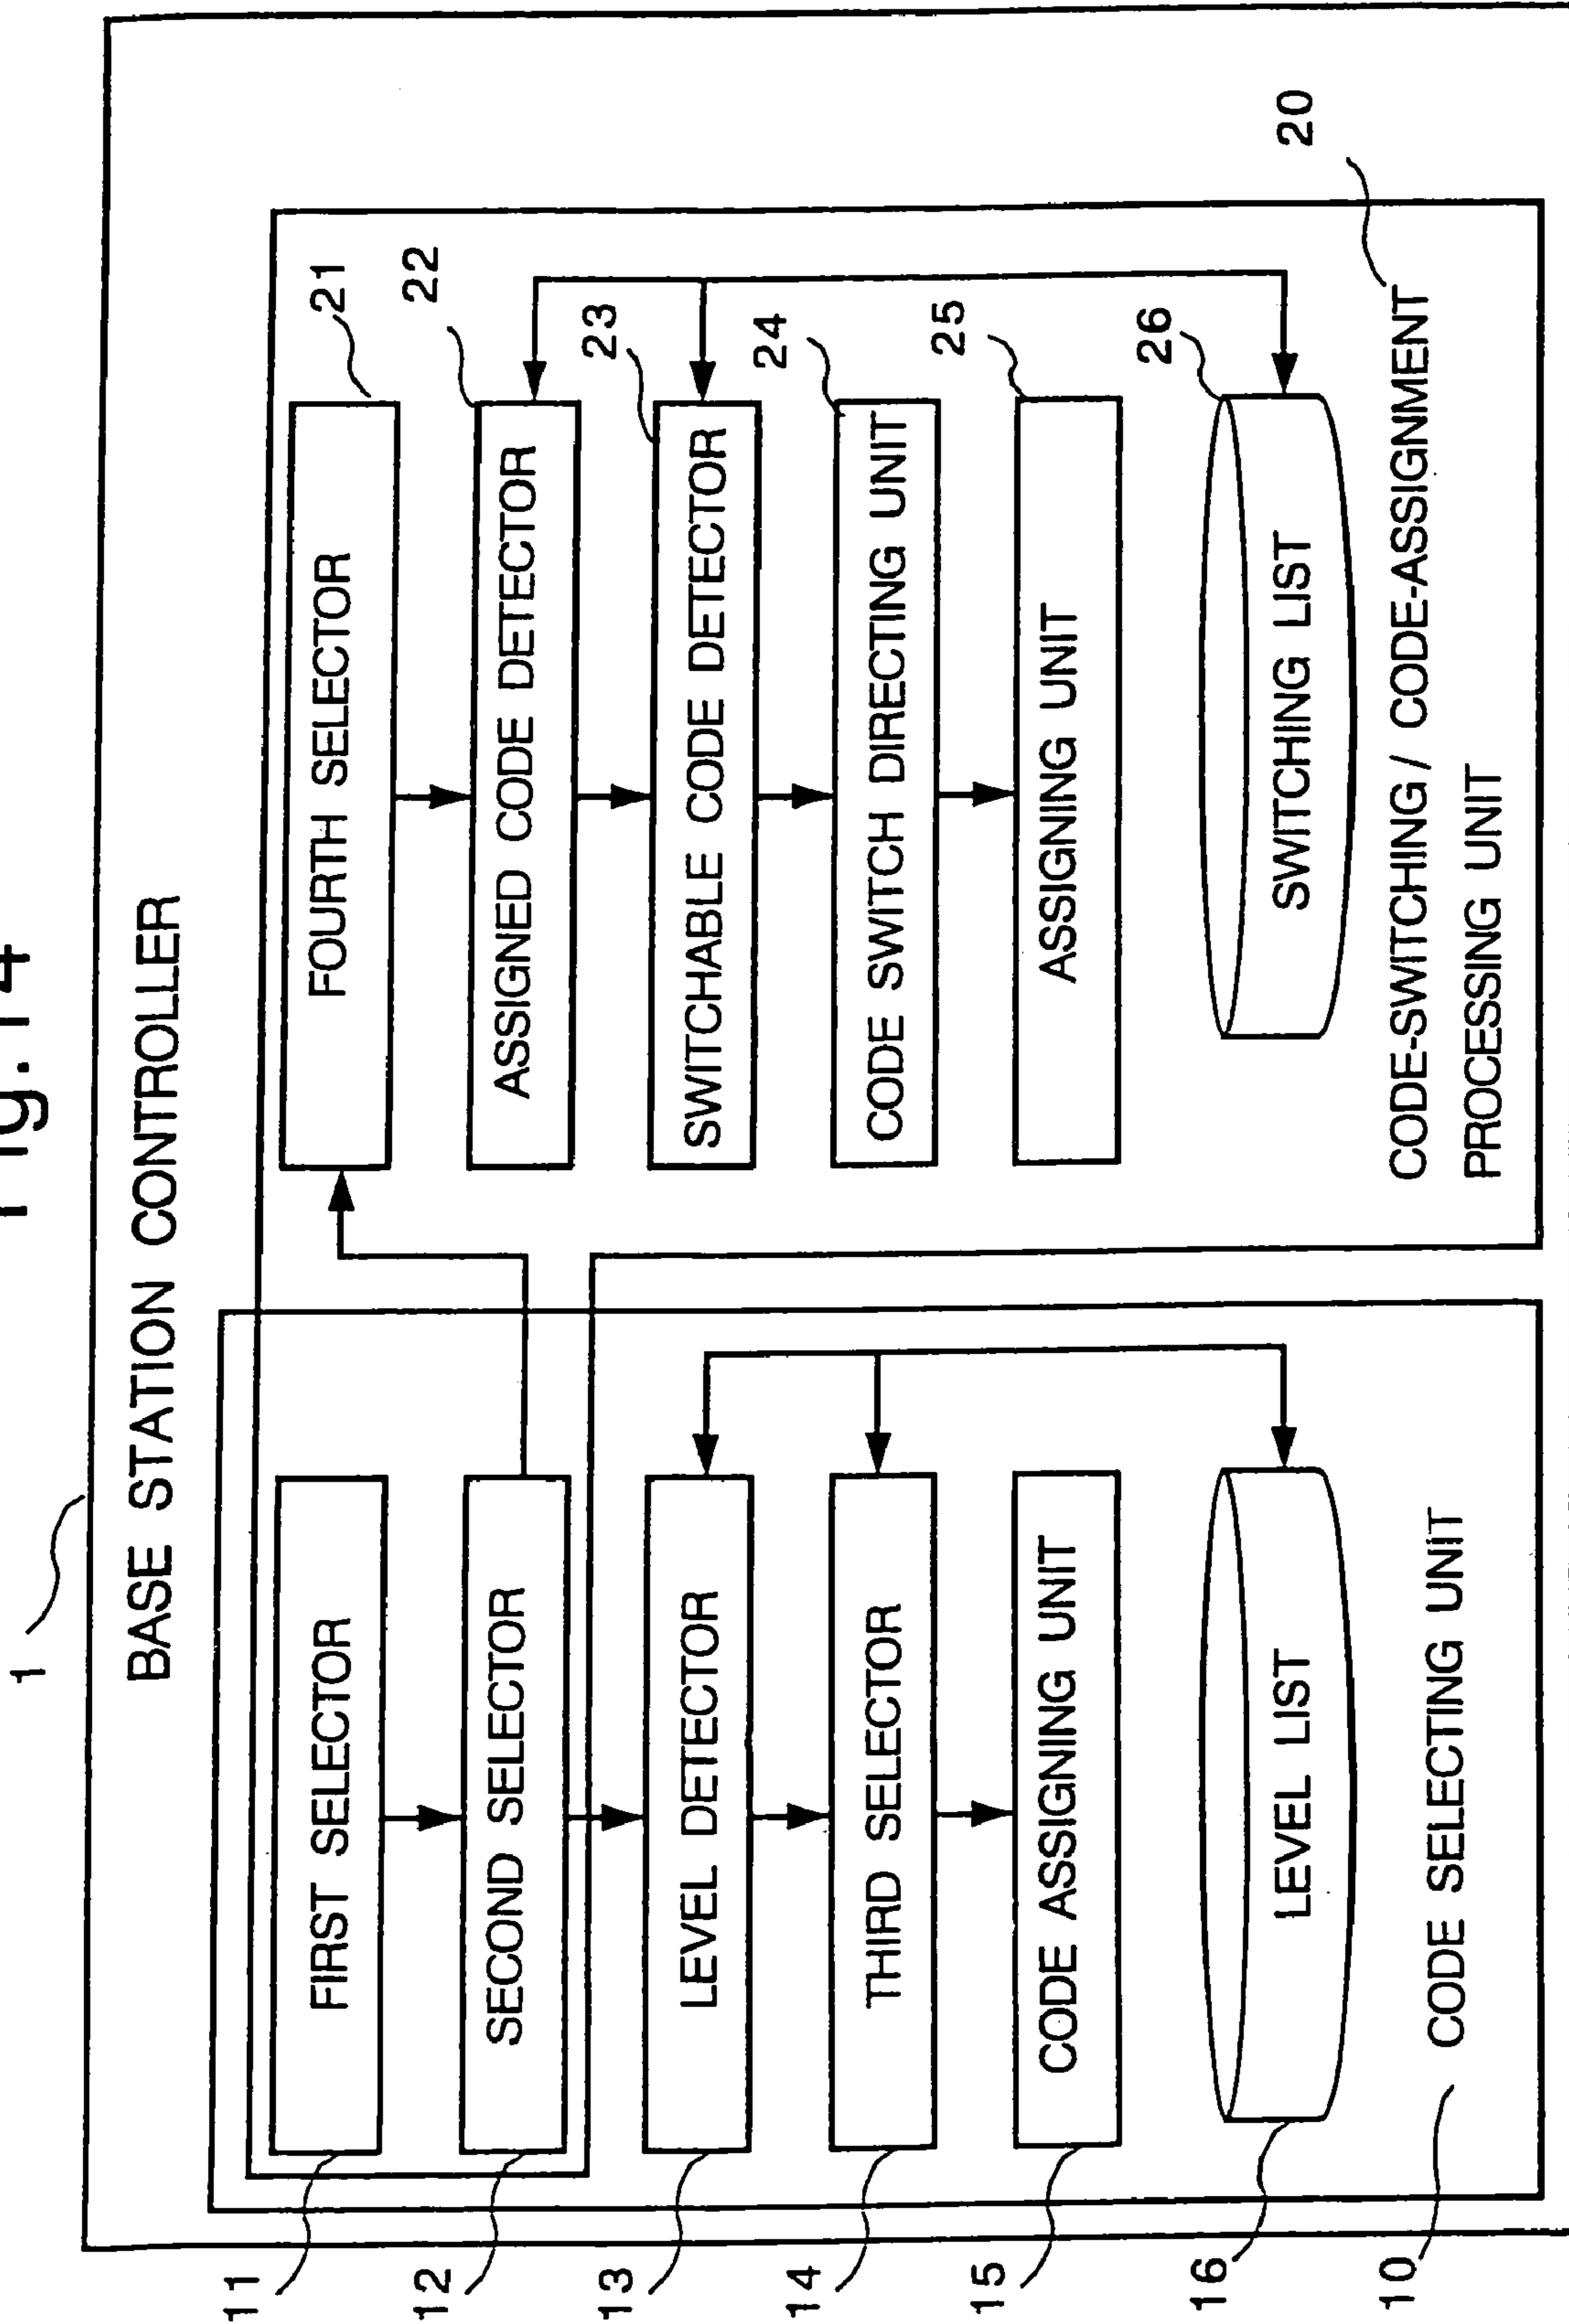 Fig.14
1
BASE STATION CONTROLLER
11
FIRST SELECTOR
12
SECOND SELECTOR
13
LEVEL DETECTOR
14
THIRD SELECTOR
15
CODE ASSIGNING UNIT
16
LEVEL LIST
10
CODE SELECTING UNIT
21
FOURTH SELECTOR
22
ASSIGNED CODE DETECTOR
23
SWITCHABLE CODE DETECTOR
24
CODE SWITCH DIRECTING UNIT
25
ASSIGNING UNIT
26
SWITCHING LIST
20
CODE-SWITCHING / CODE-ASSIGNMENT
PROCESSING UNIT